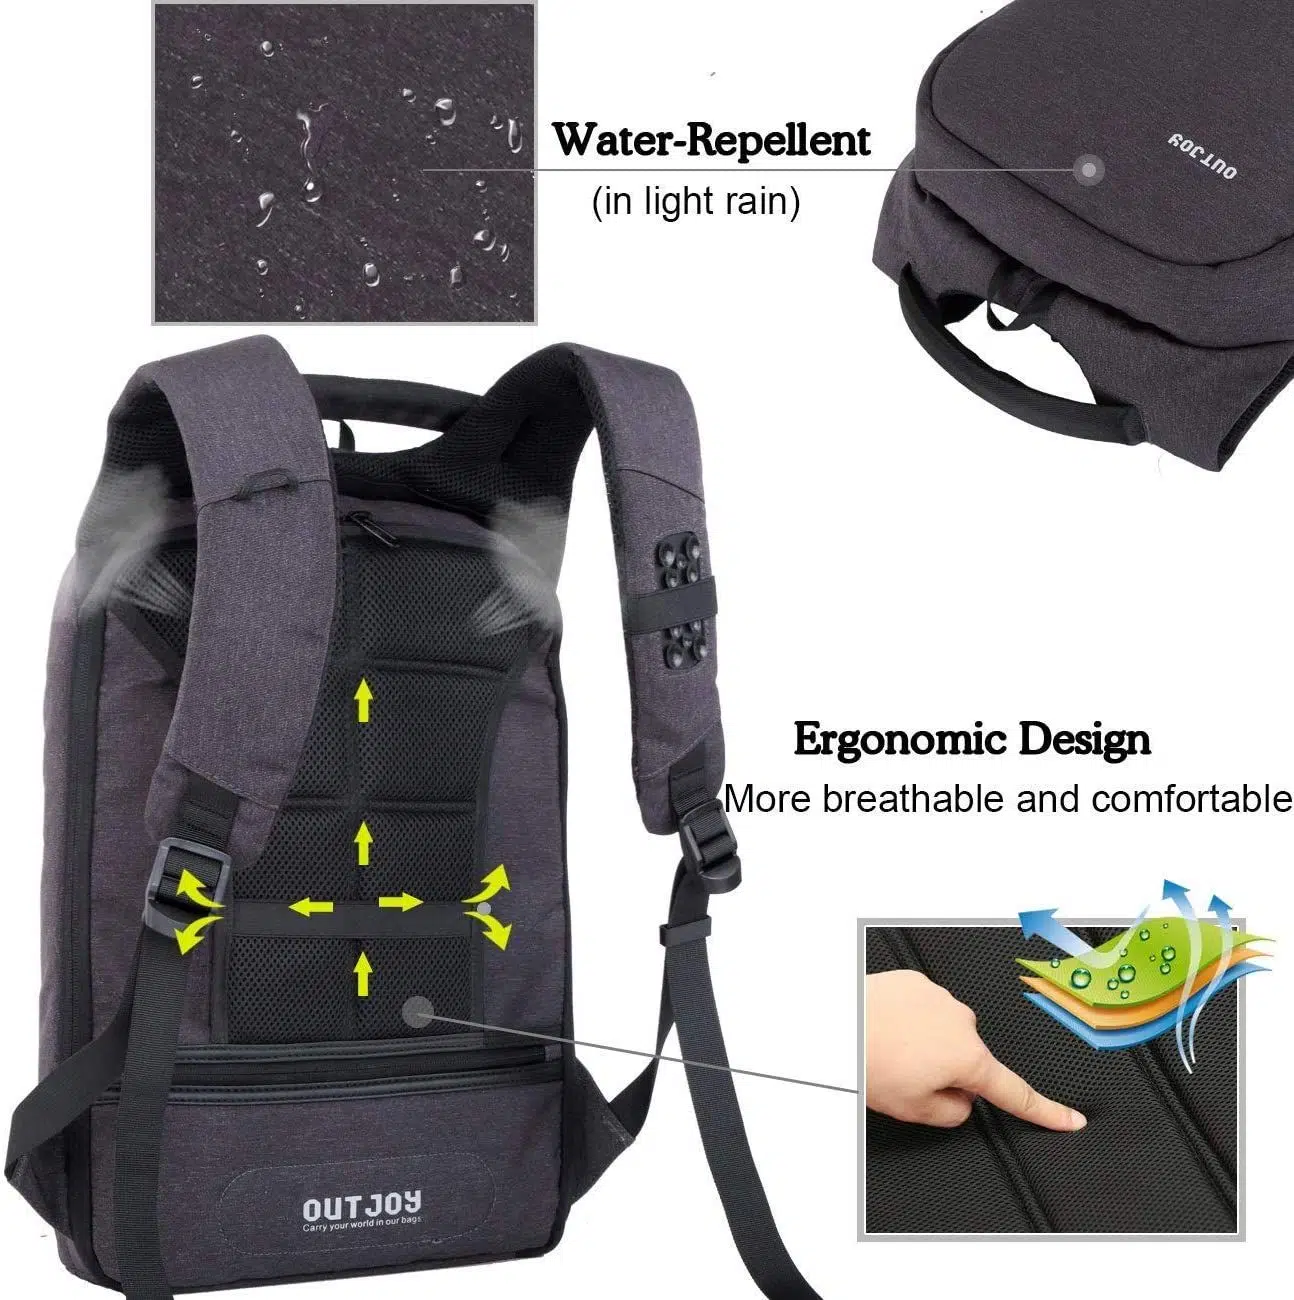 Water-Repellent
(in light rain)
OUTJOY
Ergonomic Design
More breathable and comfortable
OUTJOY
Carry your world in our bags